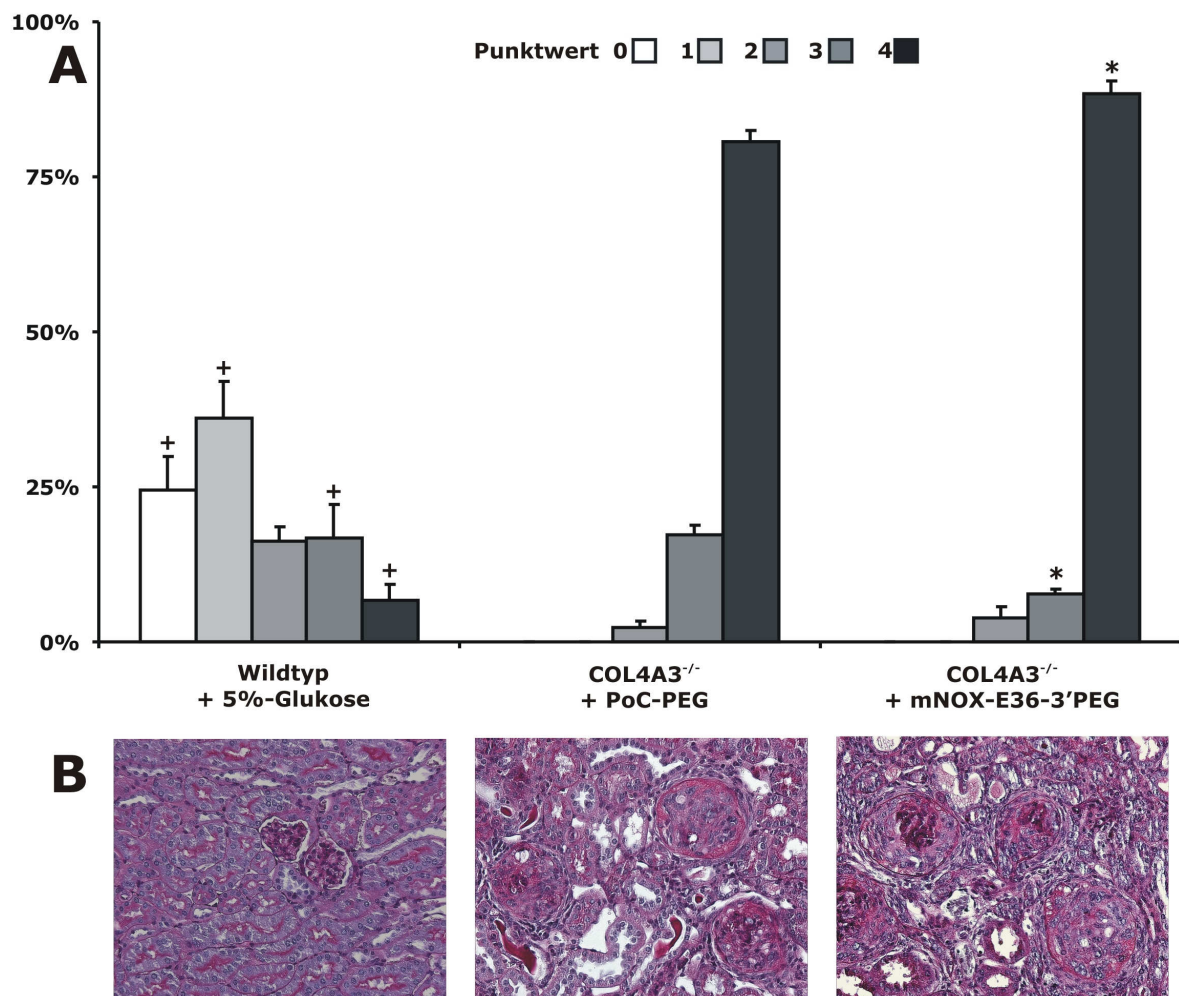 100%
A
Punktwert 0 1 2 3 4
*
75%
50%
+
+
25%
+
+
*
0%
Wildtyp
+ 5%-Glukose
COL4A3-/-
+ PoC-PEG
COL4A3-/-
+ mNOX-E36-3’PEG
B